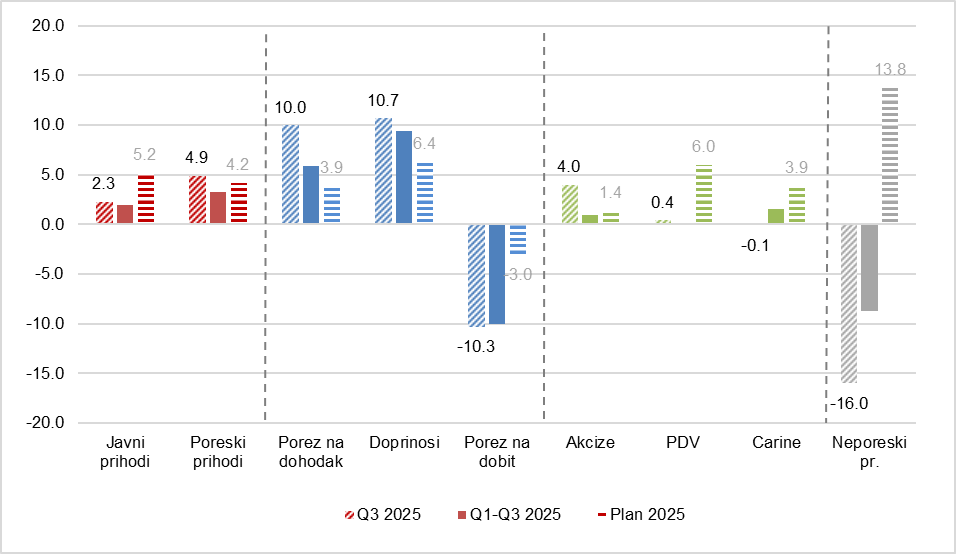 20.0
15.0
10.0
5.0
0.0
-5.0
-10.0
-15.0
-20.0
2.3
5.2
4.9
4.2
10.0
3.9
10.7
6.4
-10.3
-3.0
4.0
1.4
0.4
6.0
-0.1
3.9
-16.0
13.8
Javni
prihodi
Poreski
prihodi
Porez na
dohodak
Doprinosi
Porez na
dobit
Akcize
PDV
Carine
Neporeski
pr.
Q3 2025
Q1-Q3 2025
Plan 2025